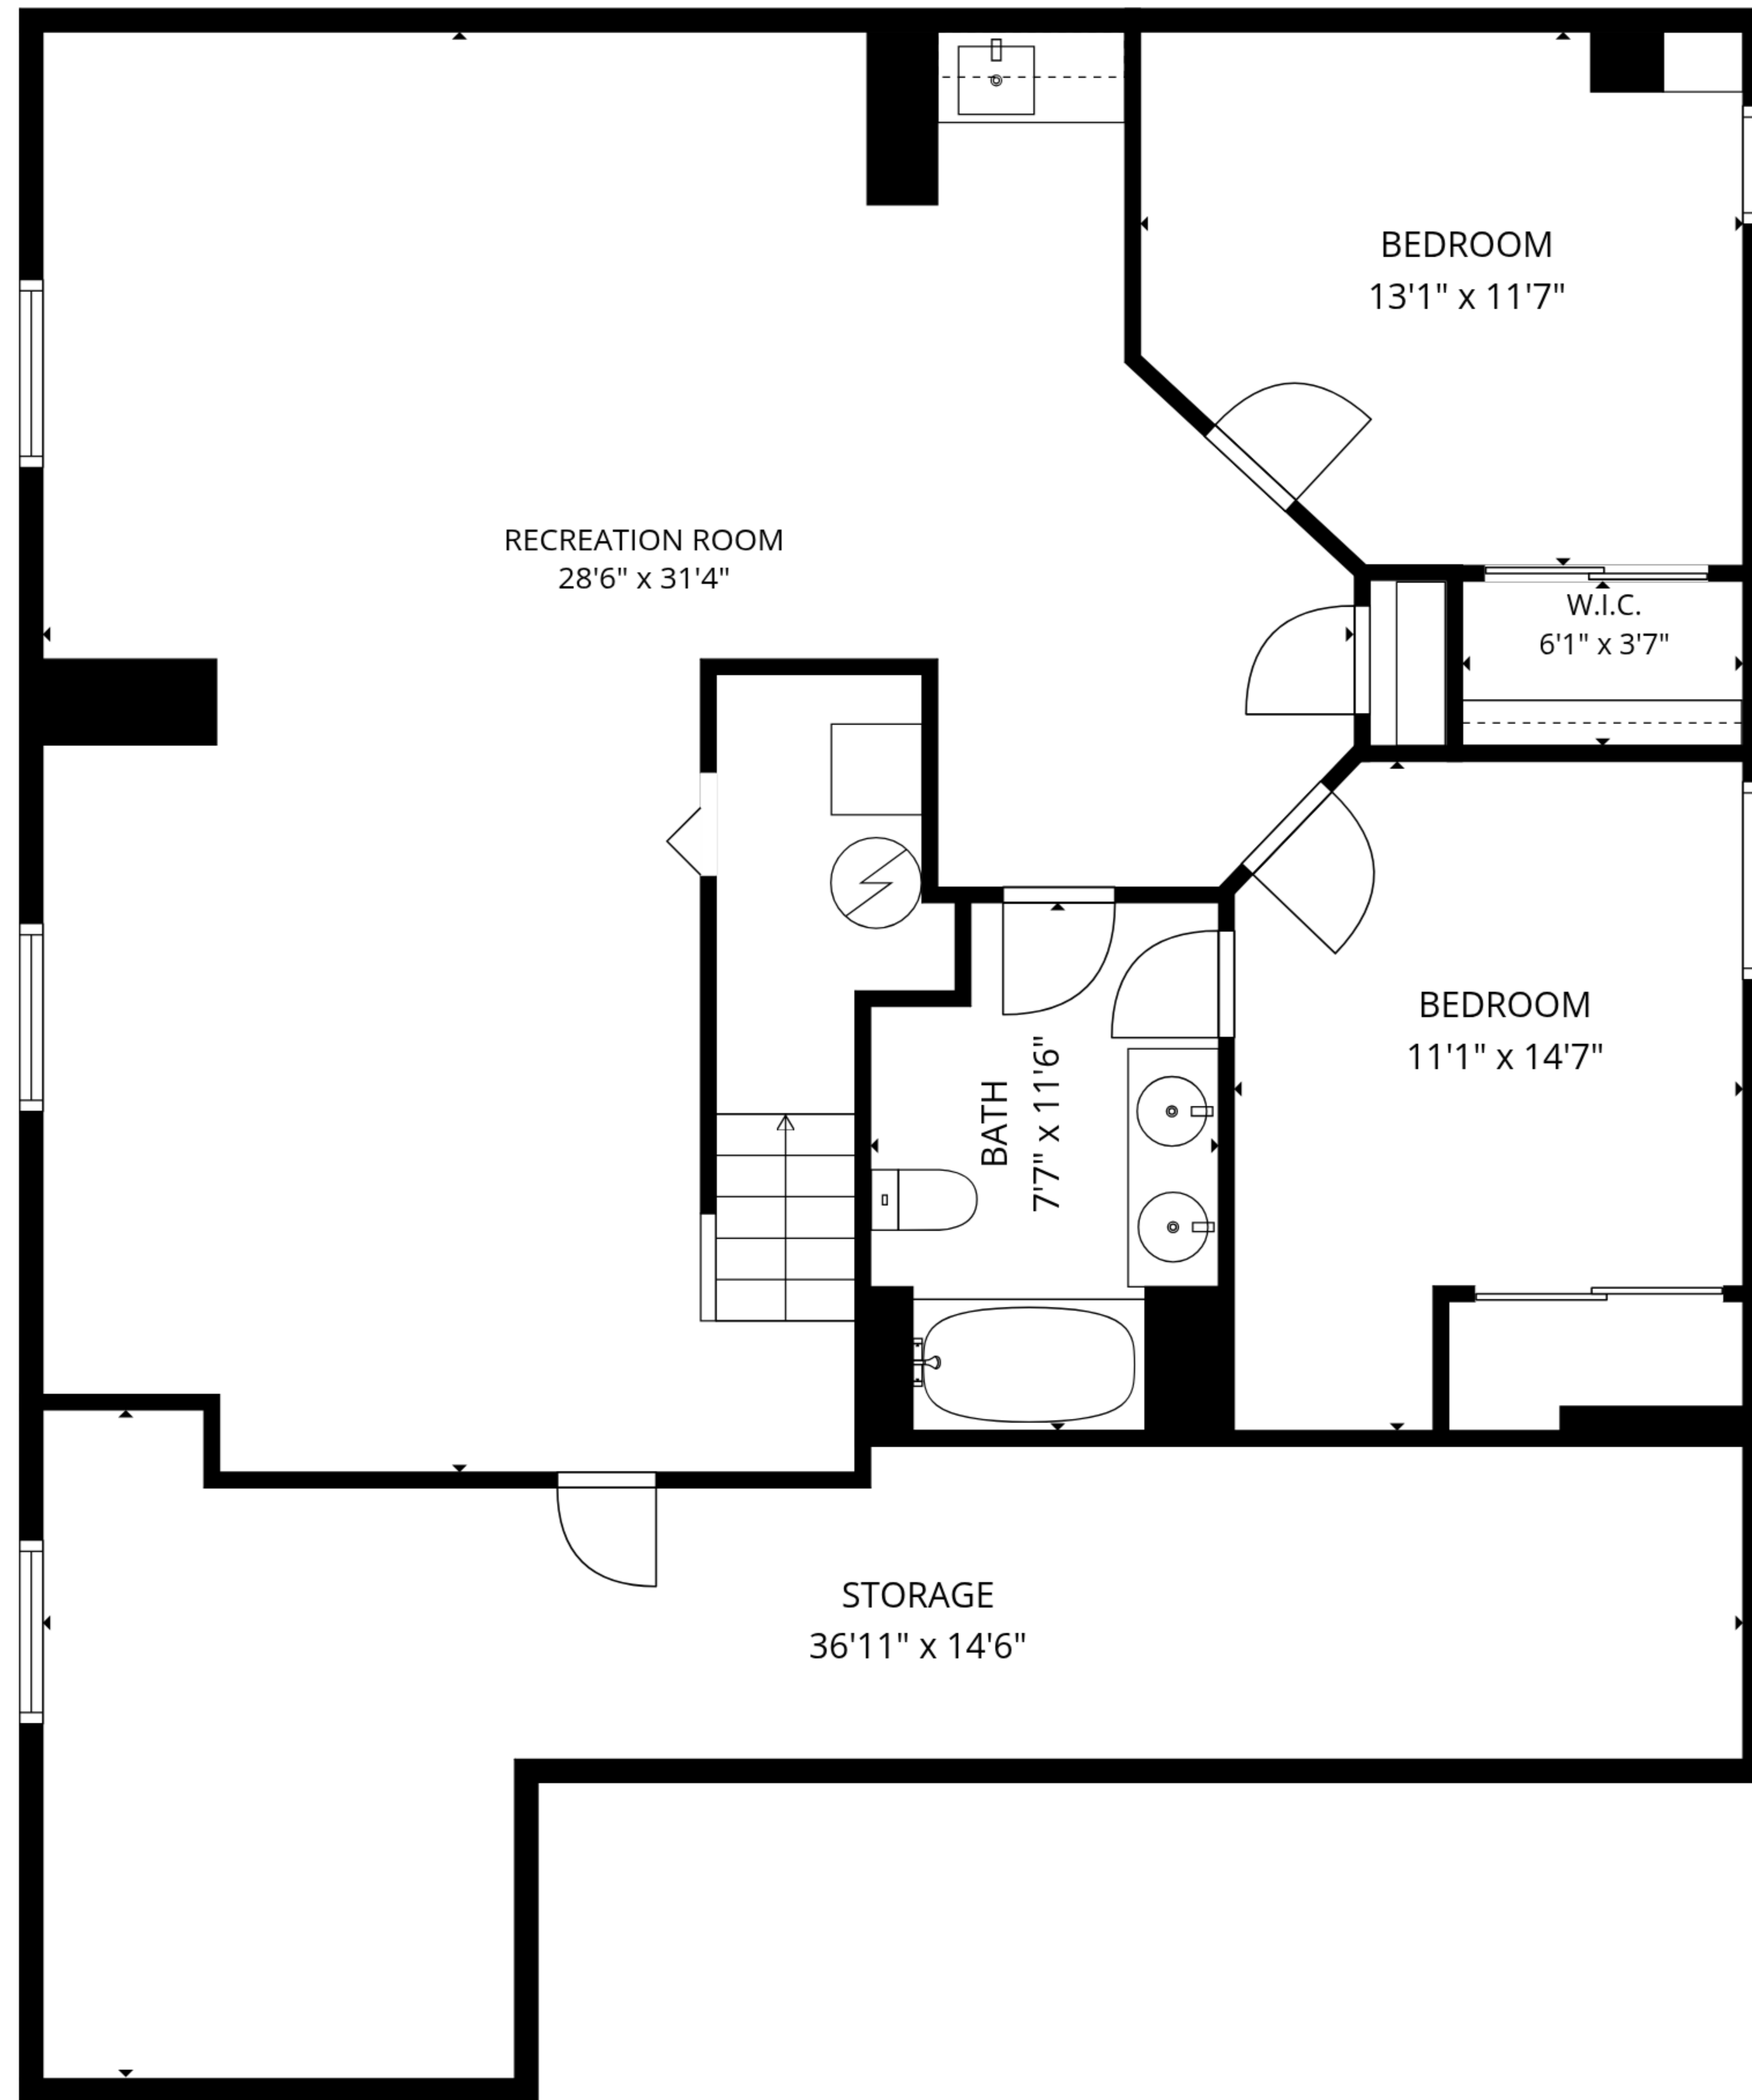 BEDROOM
13'1" x 11'7"
RECREATION ROOM
28'6" x 31'4"
W.I.C.
6'1" x 3'7"
BEDROOM
11'1" x 14'7"
BATH
7'7" x 11'6"
STORAGE
36'11" x 14'6"